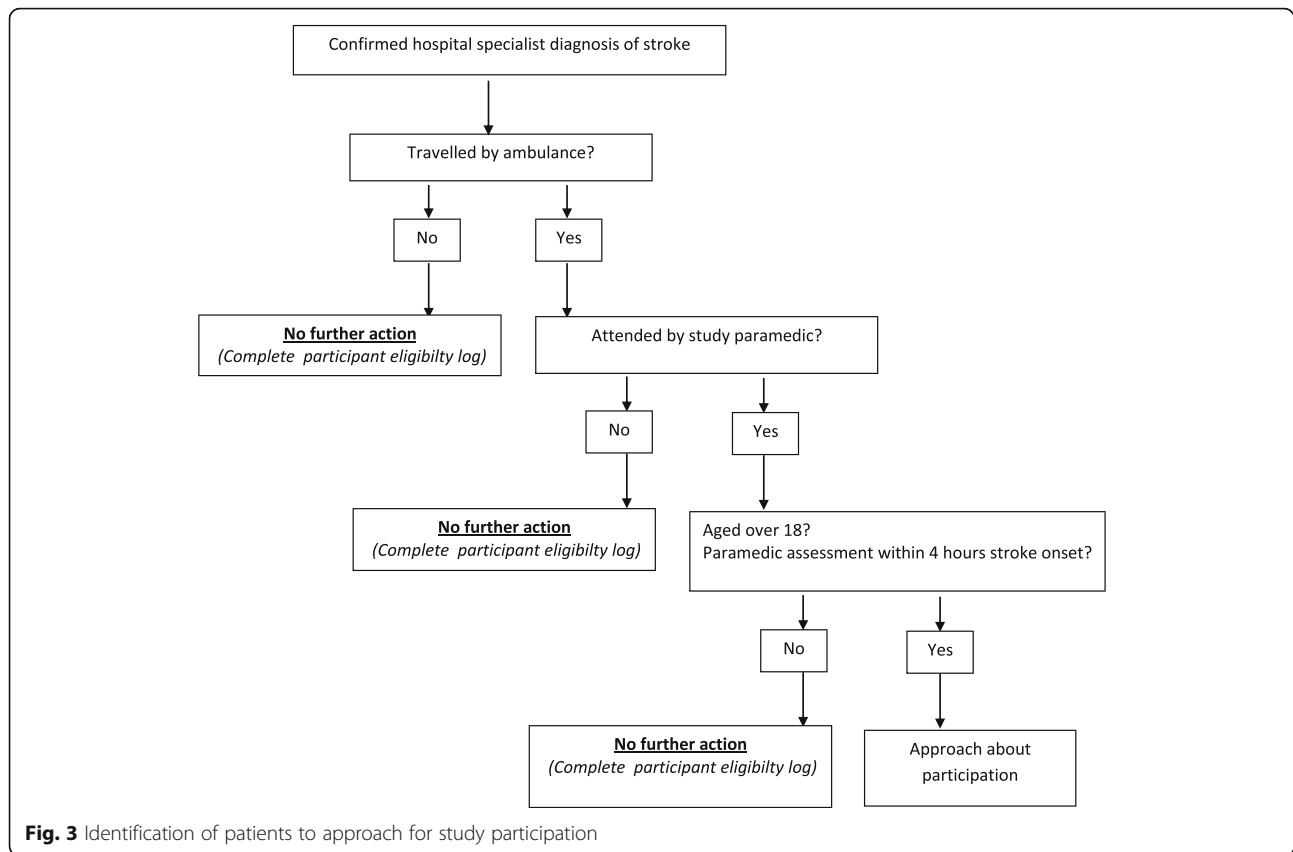 Confirmed hospital specialist diagnosis of stroke
Travelled by ambulance?
No
Yes
No further action
(Complete participant eligibilty log)
Attended by study paramedic?
No
Yes
No further action
(Complete participant eligibilty log)
Aged over 18?
Paramedic assessment within 4 hours stroke onset?
No
Yes
No further action
(Complete participant eligibilty log)
Approach about
participation
Fig. 3 Identification of patients to approach for study participation